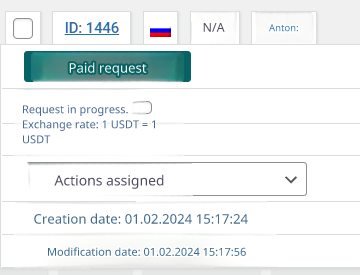 ID: 1446
N/A
Anton:
Paid request
Request in progress.
Exchange rate: 1 USDT = 1
USDT
Actions assigned
Creation date: 01.02.2024 15:17:24
Modification date: 01.02.2024 15:17:56